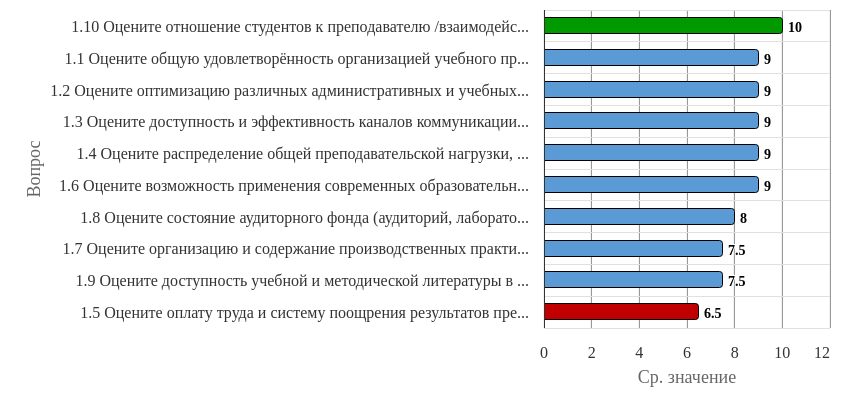 1.10 Оцените отношение студентов к преподавателю /взаимодейс... 10
1.1 Оцените общую удовлетворённость организацией учебного пр... 9
1.2 Оцените оптимизацию различных административных и учебных... 9
1.3 Оцените доступность и эффективность каналов коммуникации... 9
1.4 Оцените распределение общей преподавательской нагрузки, ... 9
1.6 Оцените возможность применения современных образовательн... 9
1.8 Оцените состояние аудиторного фонда (аудиторий, лаборато... 8
1.7 Оцените организацию и содержание производственных практи... 7.5
1.9 Оцените доступность учебной и методической литературы в ... 7.5
1.5 Оцените оплату труда и систему поощрения результатов пре... 6.5
Вопрос
0 2 4 6 8 10 12
Ср. значение